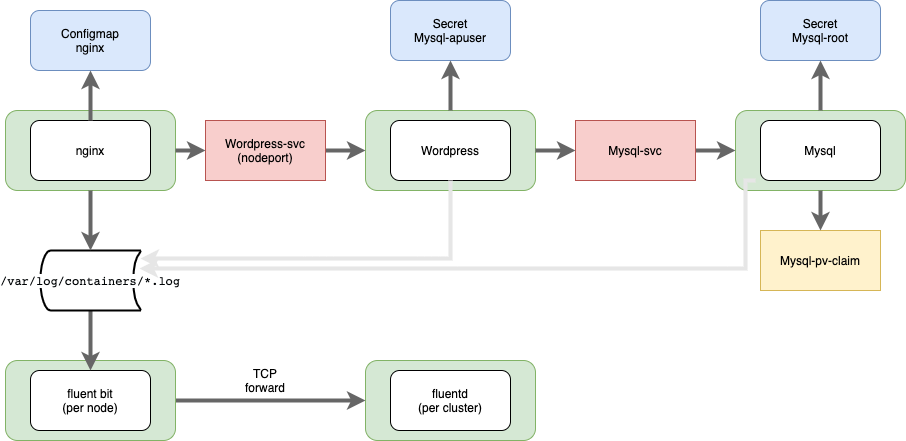 Configmap
nginx
Secret
Mysql-apuser
Secret
Mysql-root
nginx
Wordpress-svc
(nodeport)
Wordpress
Mysql-svc
Mysql
/var/log/containers/*.log
Mysql-pv-claim
fluent bit
(per node)
TCP
forward
fluentd
(per cluster)